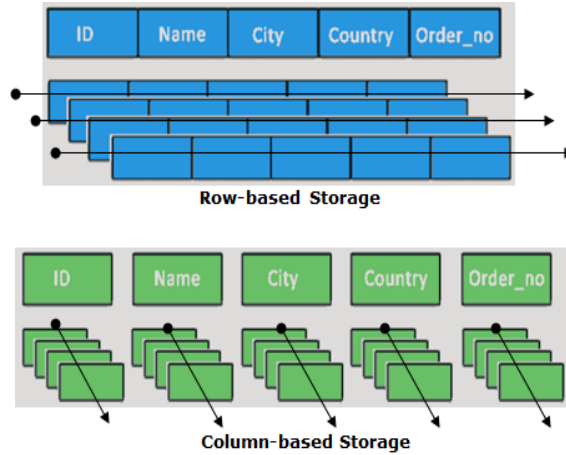 ID Name City Country Order_no
Row-based Storage
ID Name City Country Order_no
Column-based Storage